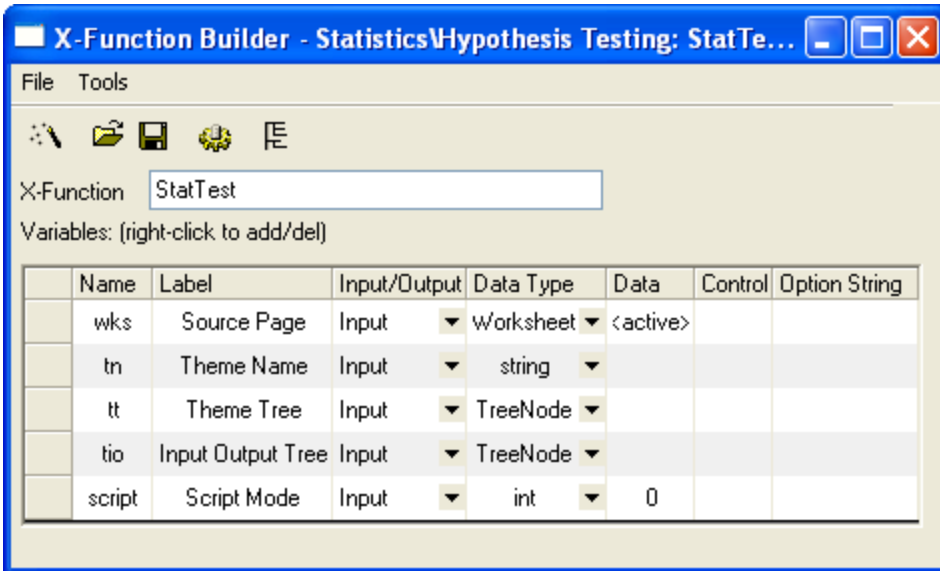 X-Function Builder - Statistics\Hypothesis Testing: StatTe...
File Tools
X-Function StatTest
Variables: (right-click to add/del)
Name Label Input/Output Data Type Data Control Option String
wks Source Page Input Worksheet <active>
tn Theme Name Input string
tt Theme Tree Input TreeNode
tio Input Output Tree Input TreeNode
script Script Mode Input int 0